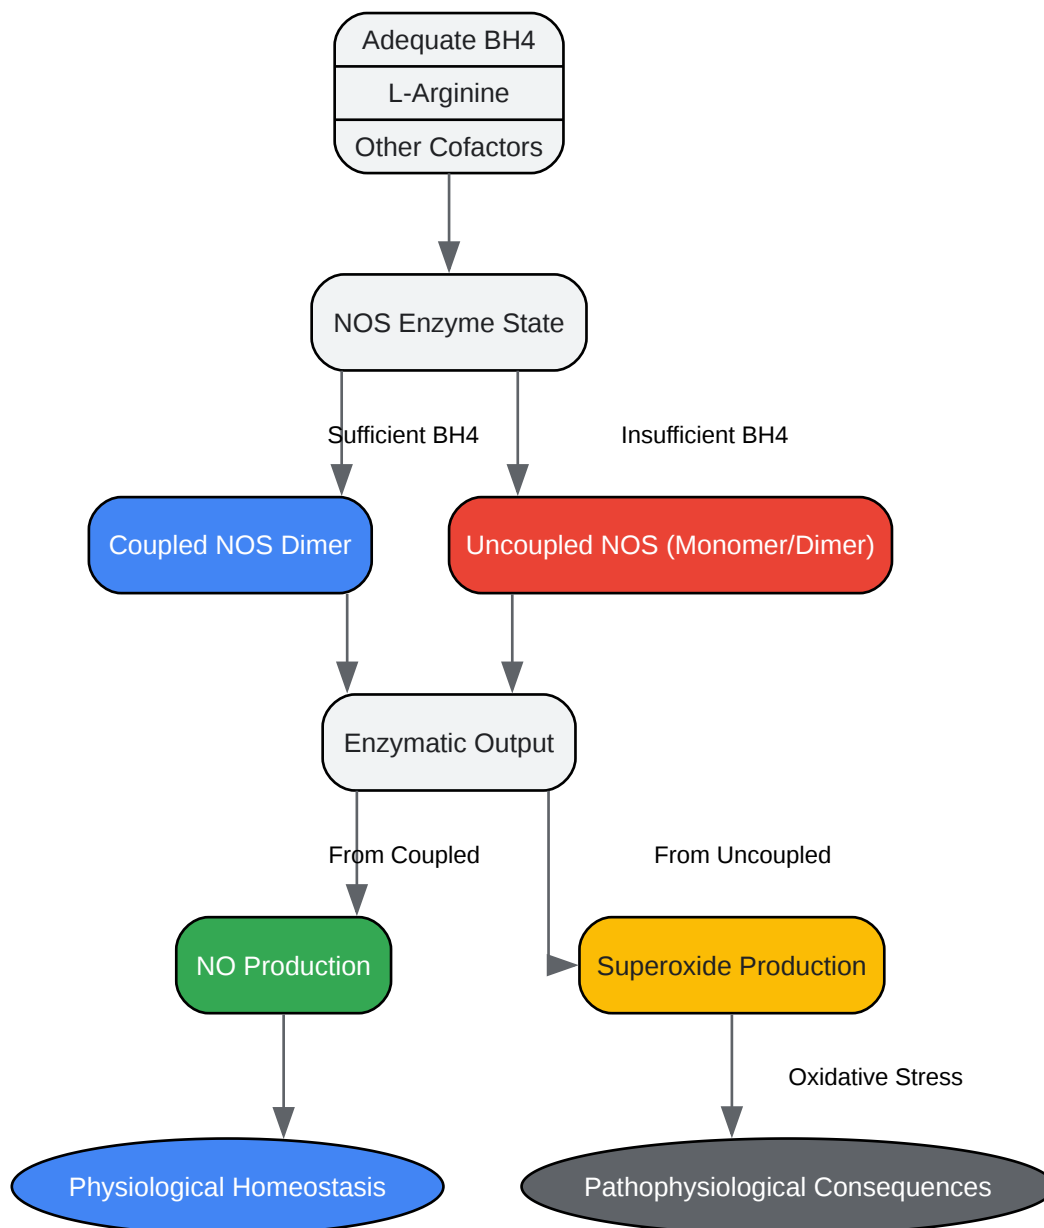 Adequate BH4
L-Arginine
Other Cofactors
NOS Enzyme State
Sufficient BH4
Insufficient BH4
Coupled NOS Dimer
Uncoupled NOS (Monomer/Dimer)
Enzymatic Output
From Coupled
From Uncoupled
NO Production
Superoxide Production
Oxidative Stress
Physiological Homeostasis
Pathophysiological Consequences